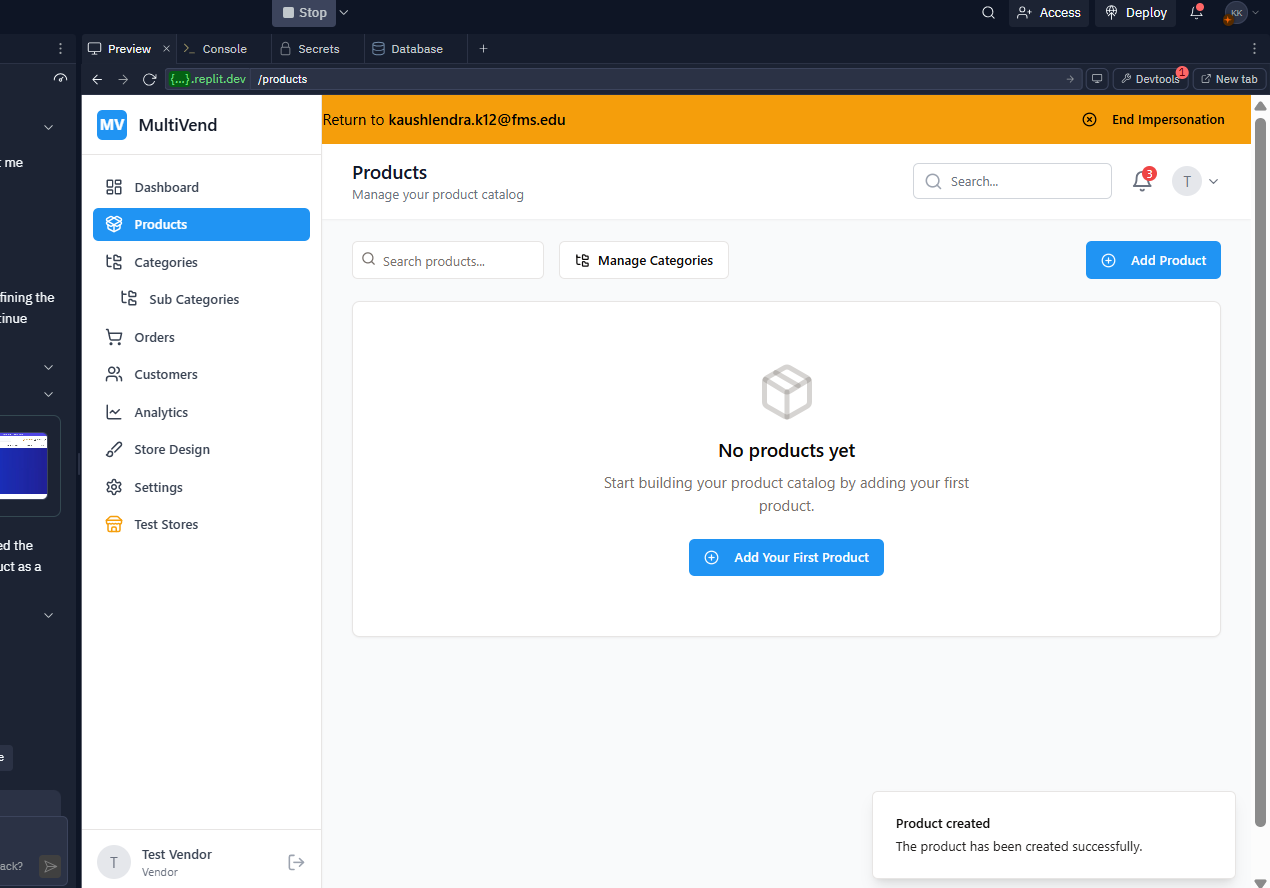 Stop
Access
Deploy
KK
Preview
Console
Secrets
Database
{...}.replit.dev /products
Devtools 1
New tab
me
fining the
inue
ed the
uct as a
e
ack?
MV MultiVend
Dashboard
Products
Categories
Sub Categories
Orders
Customers
Analytics
Store Design
Settings
Test Stores
T
Test Vendor
Vendor
Return to kaushlendra.k12@fms.edu
End Impersonation
Products
Manage your product catalog
Search...
3
T
Search products...
Manage Categories
Add Product
No products yet
Start building your product catalog by adding your first
product.
Add Your First Product
Product created
The product has been created successfully.